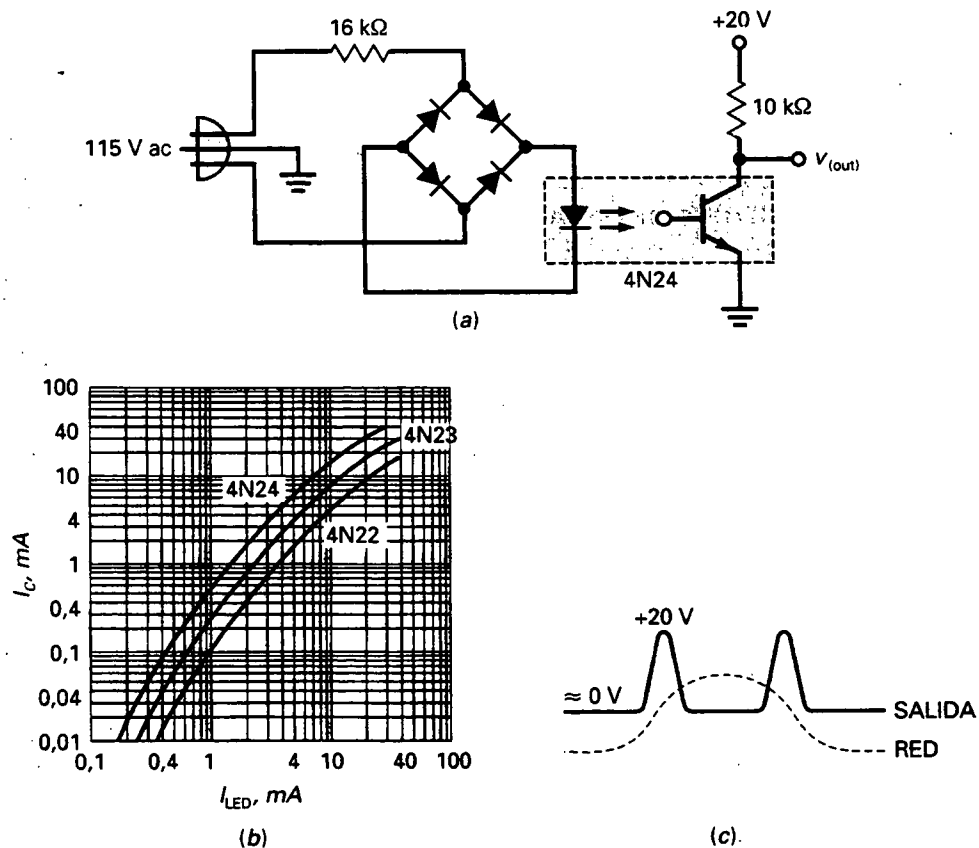 16 kΩ
+20 V
10 kΩ
115 V ac
v(out)
4N24
(a)
100
40
10
4
1
0,4
0,1
0,04
0,01
I_C, mA
4N23
4N24
4N22
0,1 0,4 1 4 10 40 100
I_LED, mA
(b)
+20 V
≈ 0 V
SALIDA
RED
(c).